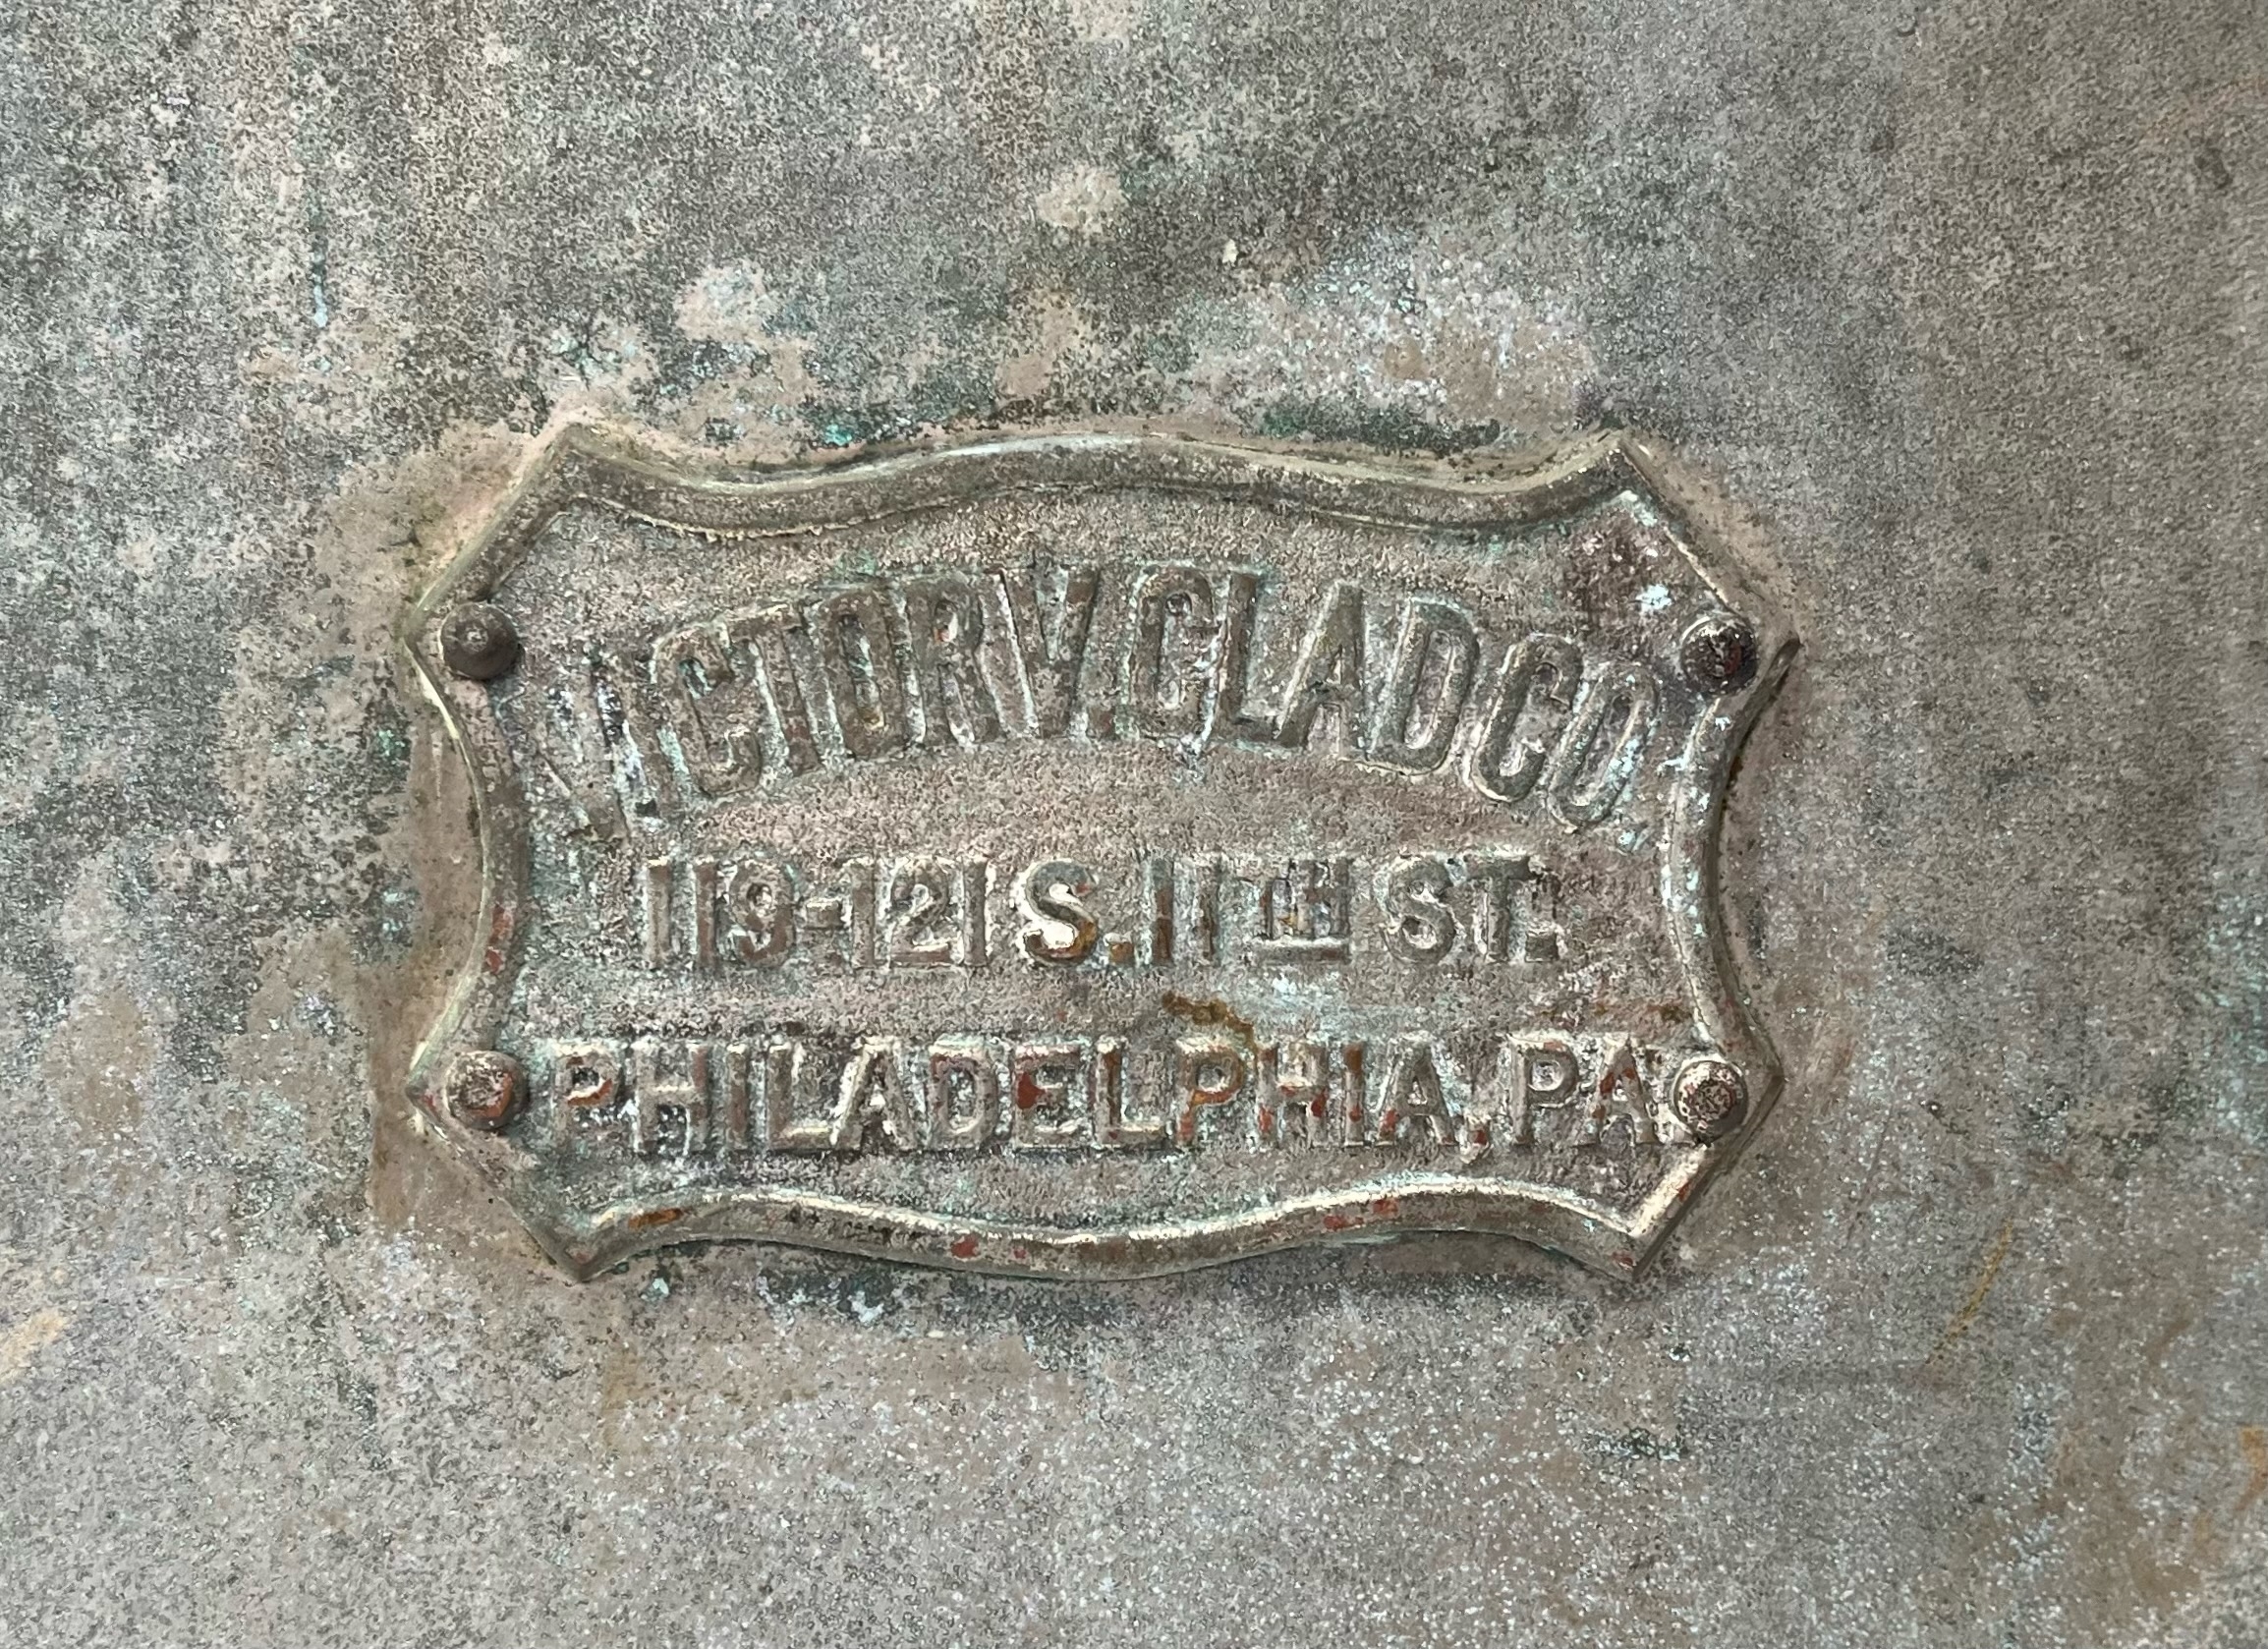 VICTOR V. CLAD CO.
119-121 S. 11TH ST.
PHILADELPHIA, PA.